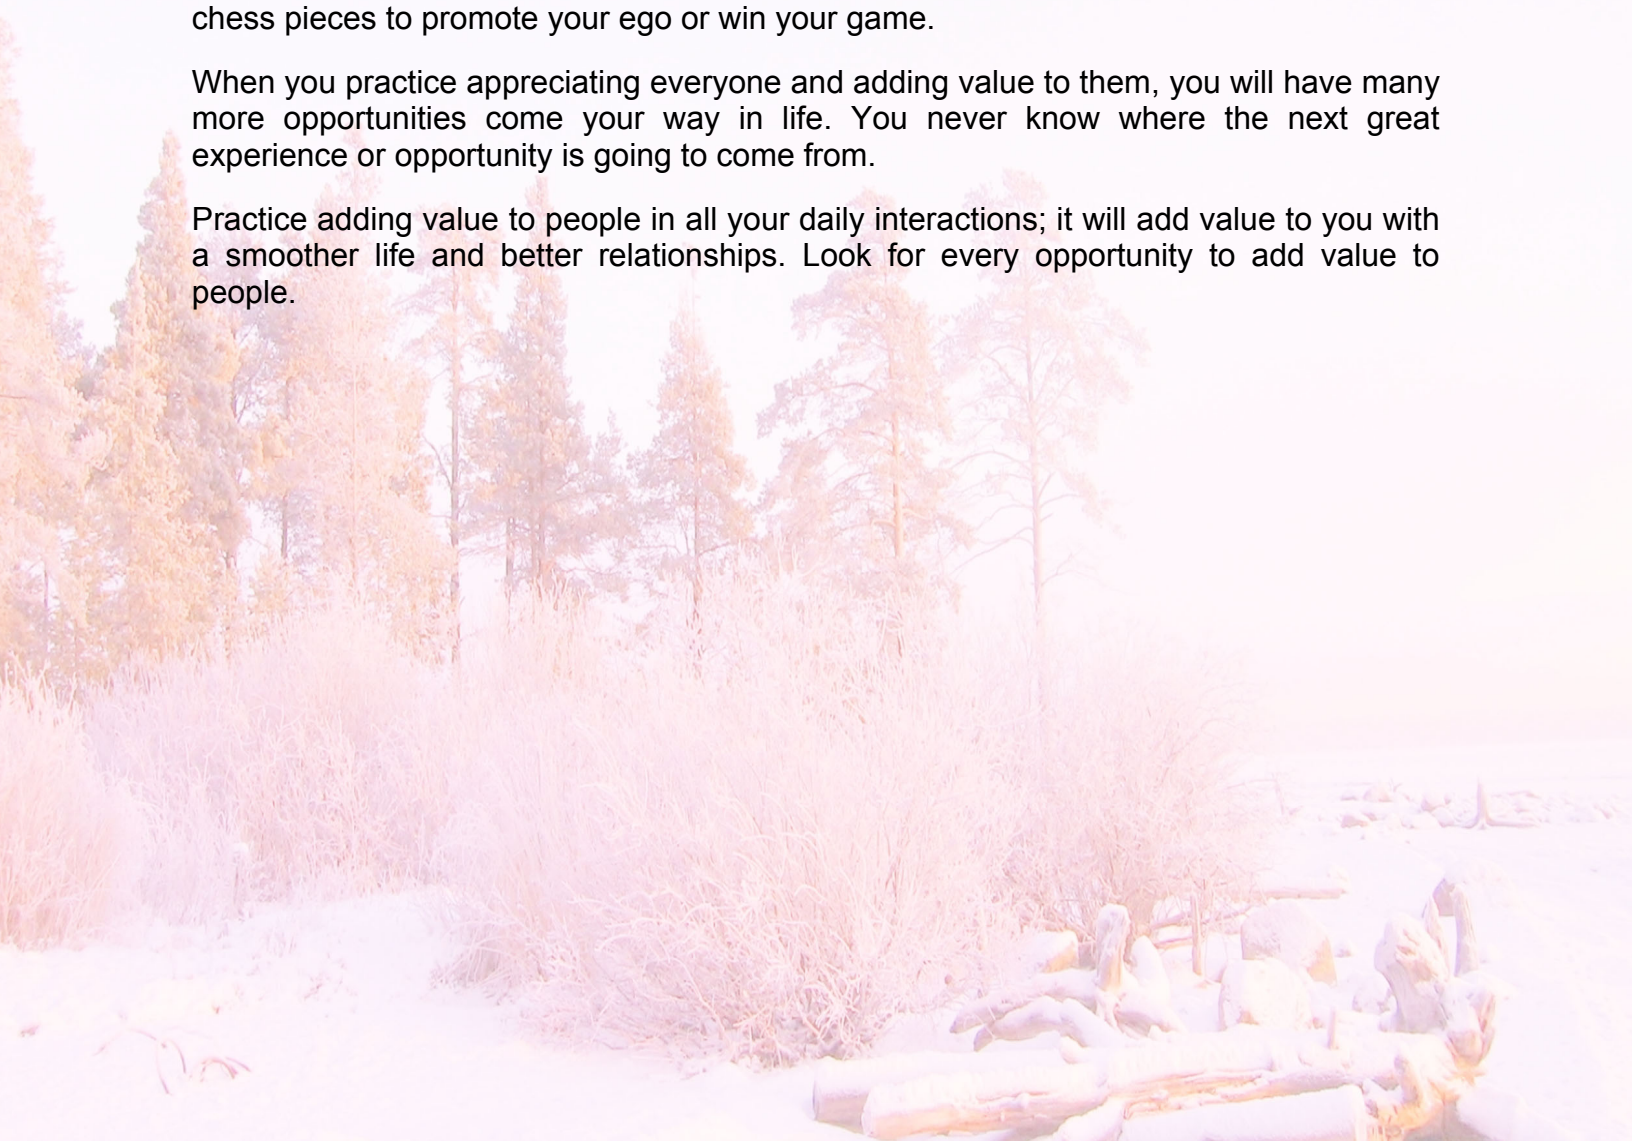 chess pieces to promote your ego or win your game.
When you practice appreciating everyone and adding value to them, you will have many
more opportunities come your way in life. You never know where the next great
experience or opportunity is going to come from.
Practice adding value to people in all your daily interactions; it will add value to you with
a smoother life and better relationships. Look for every opportunity to add value to
people.